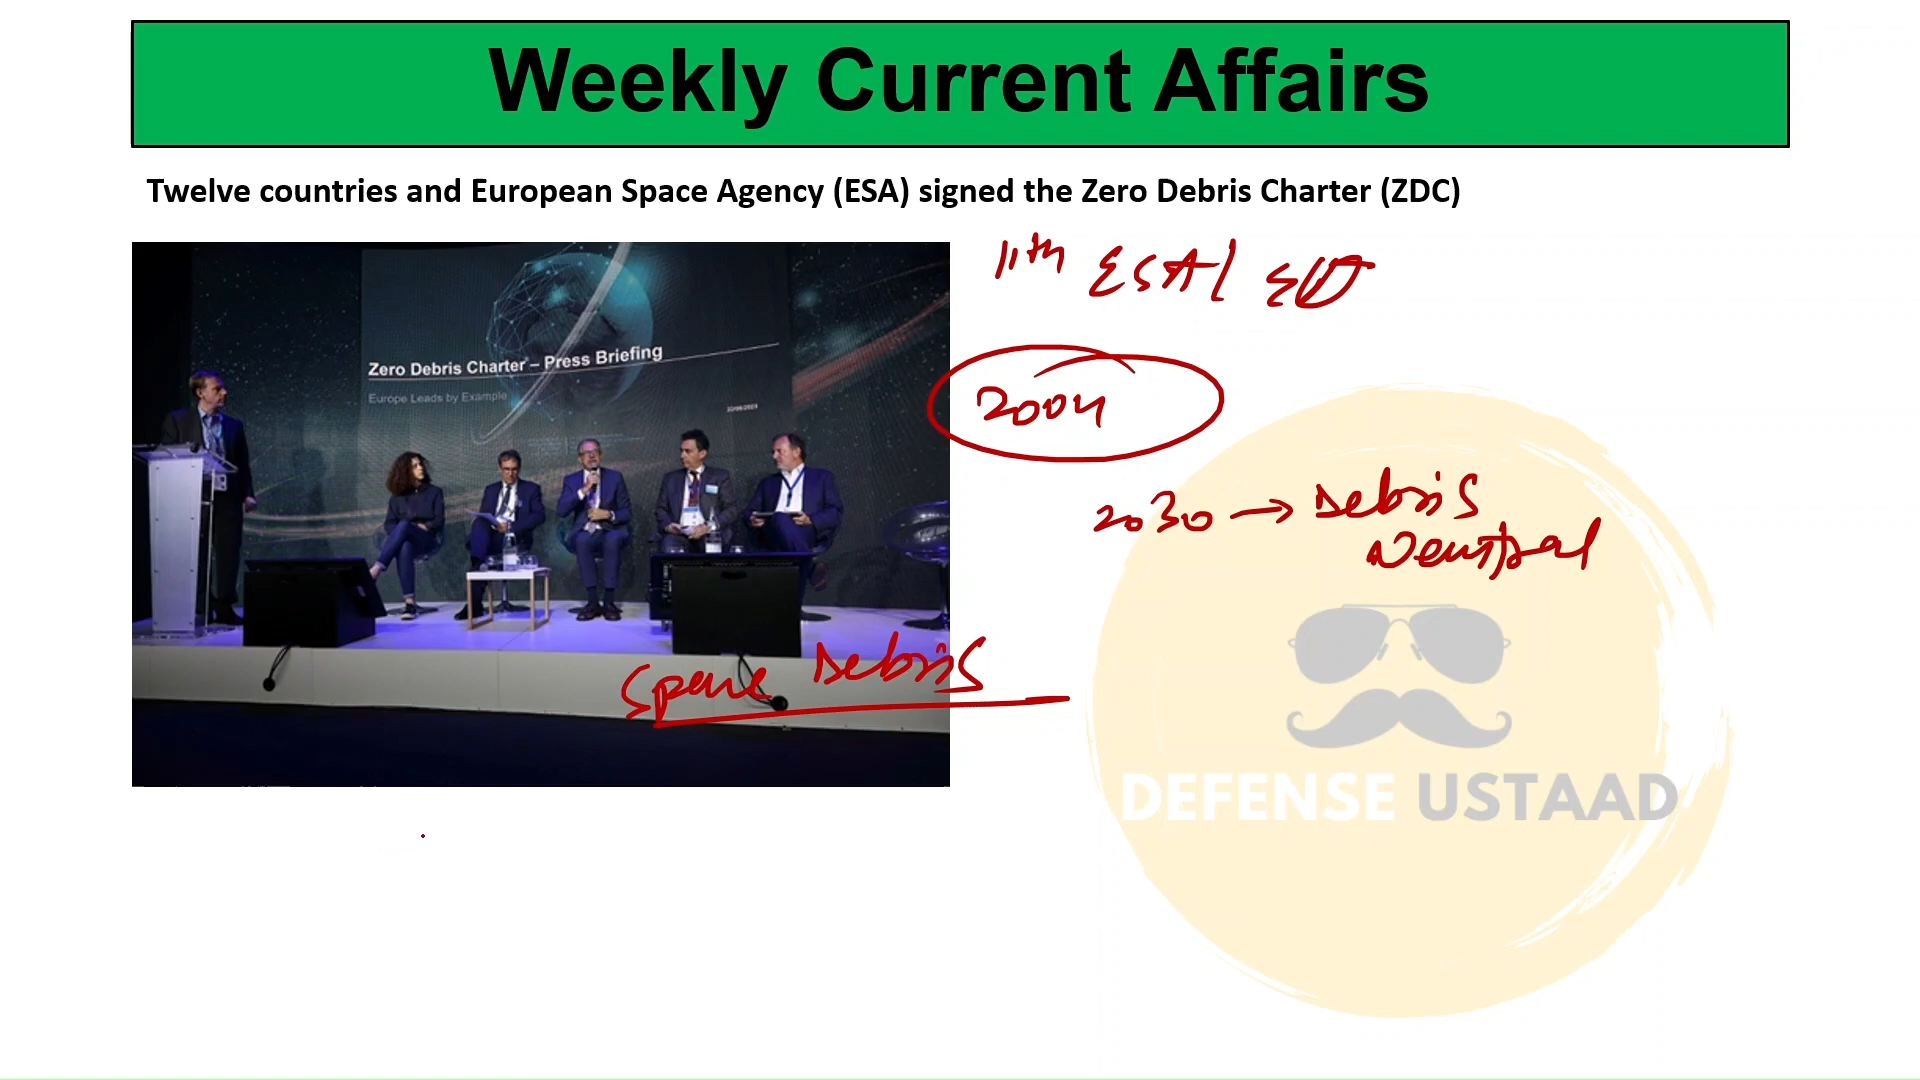 Weekly Current Affairs
Twelve countries and European Space Agency (ESA) signed the Zero Debris Charter (ZDC)
11th ESA/ EU
2004
2030 → Debris
Neutral
Zero Debris Charter – Press Briefing
Europe Leads by Example
Space Debris
DEFENSE USTAAD